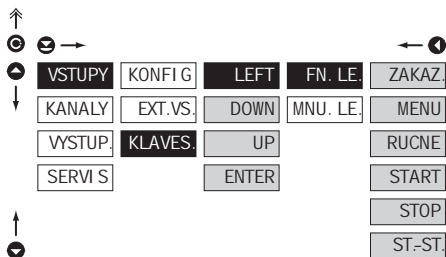 VSTUPY KONFIG LEFT FN. LE. ZAKAZ.
KANALY EXT.VS. DOWN MNU. LE. MENU
VYSTUP. KLAVES. UP RUCNE
SERVIS ENTER START
STOP
ST.-ST.